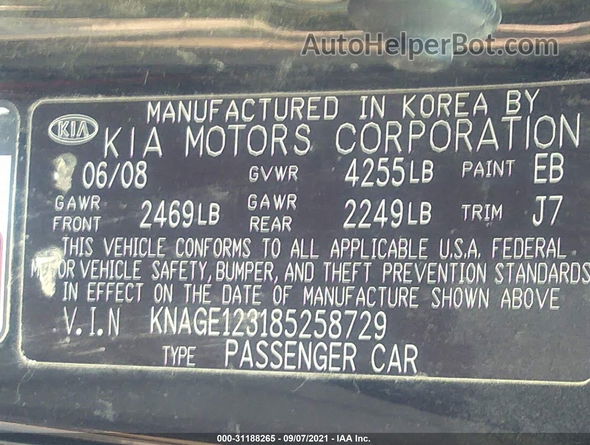 AutoHelperBot.com
MANUFACTURED IN KOREA BY
KIA KIA MOTORS CORPORATION
06/08 GVWR 4255LB PAINT EB
GAWR FRONT 2469LB GAWR REAR 2249LB TRIM J7
THIS VEHICLE CONFORMS TO ALL APPLICABLE U.S.A. FEDERAL
MOTOR VEHICLE SAFETY, BUMPER, AND THEFT PREVENTION STANDARDS
IN EFFECT ON THE DATE OF MANUFACTURE SHOWN ABOVE
V.I.N KNAGE123185258729
TYPE PASSENGER CAR
000-31188265 - 09/07/2021 - IAA Inc.